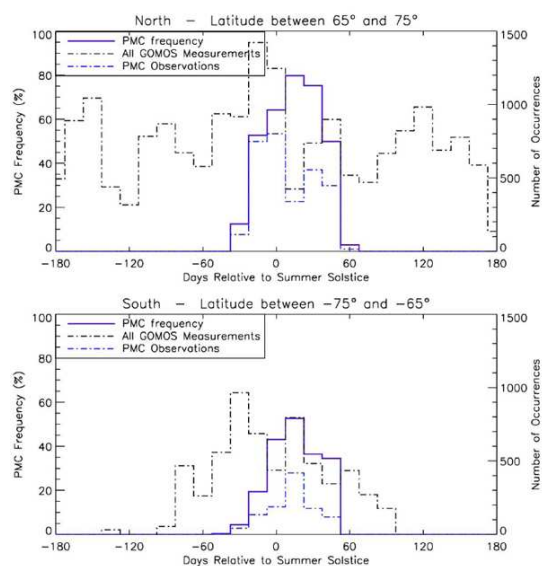 North – Latitude between 65° and 75°
PMC frequency
All GOMOS Measurements
PMC Observations
PMC Frequency (%)
100
80
60
40
20
0
Number of Occurrences
1500
1000
500
0
-180 -120 -60 0 60 120 180
Days Relative to Summer Solstice
South – Latitude between -75° and -65°
PMC frequency
All GOMOS Measurements
PMC Observations
PMC Frequency (%)
100
80
60
40
20
0
Number of Occurrences
1500
1000
500
0
-180 -120 -60 0 60 120 180
Days Relative to Summer Solstice